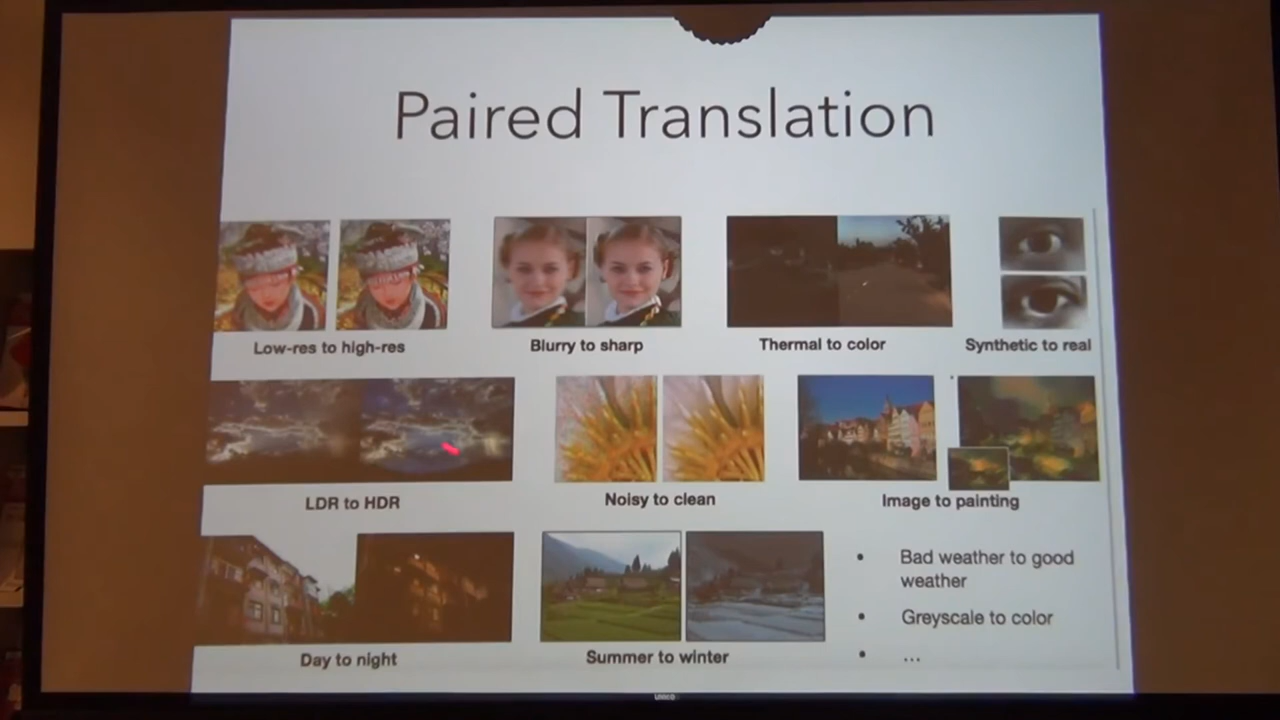 Paired Translation
Low-res to high-res
Blurry to sharp
Thermal to color
Synthetic to real
LDR to HDR
Noisy to clean
Image to painting
Day to night
Summer to winter
• Bad weather to good
weather
• Greyscale to color
• ...